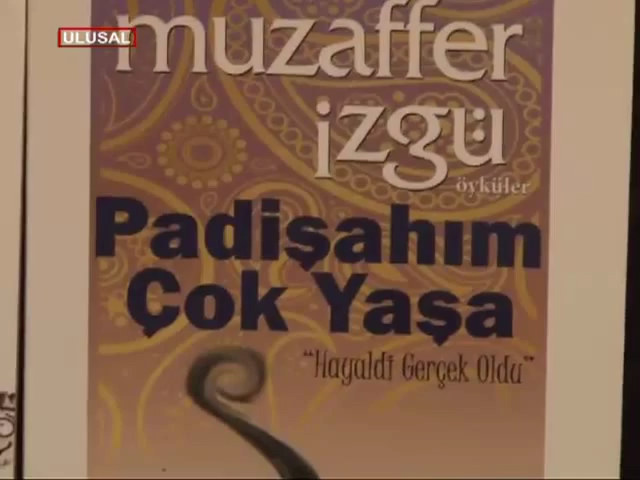 ULUSAL
muzaffer
izgü
öyküler
Padişahım
Çok Yaşa
"Hayaldi Gerçek Oldu"